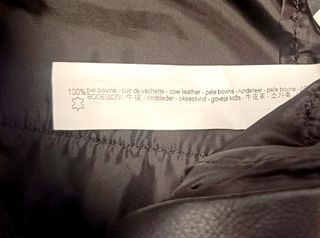 100% piel bovina - cuir de vachette - cow leather - pele bovina - runderleer - pelle bovina -
ΒΟΟΕΙΔΩΝ - 牛皮 - rindsleder - okseskind - goveja koža - 牛皮革 - 소가죽